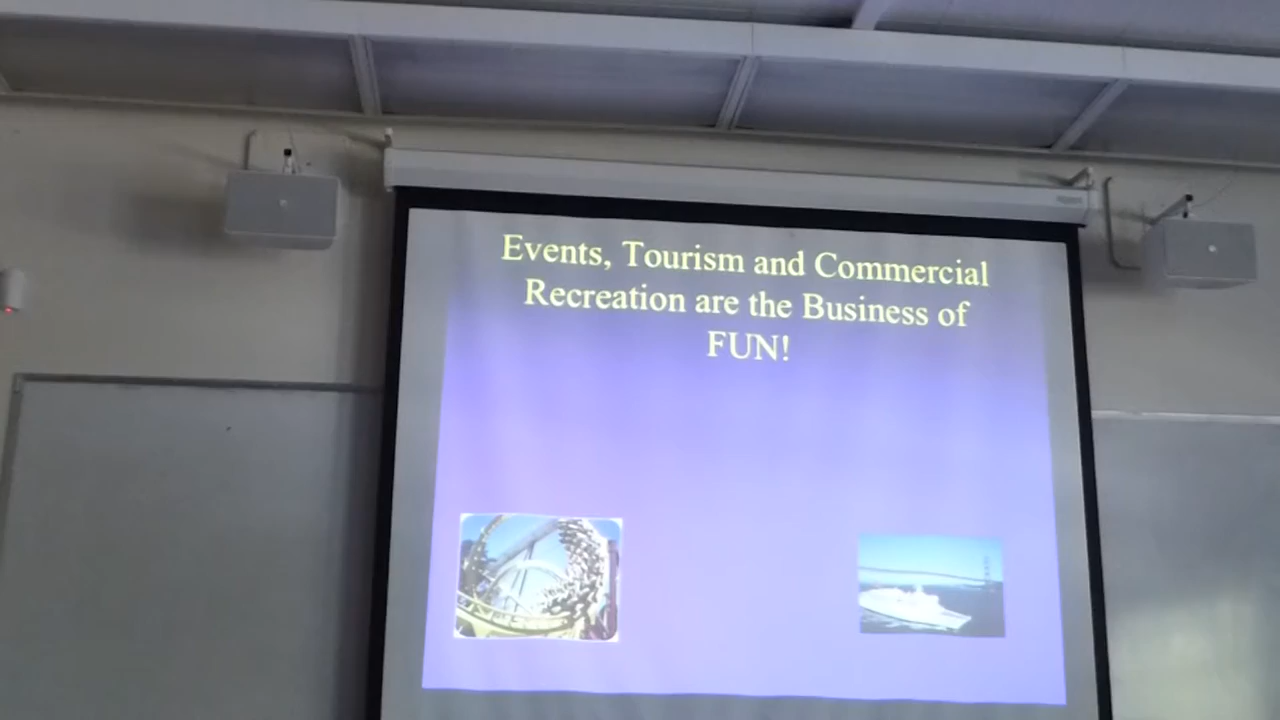 Events, Tourism and Commercial
Recreation are the Business of
FUN!